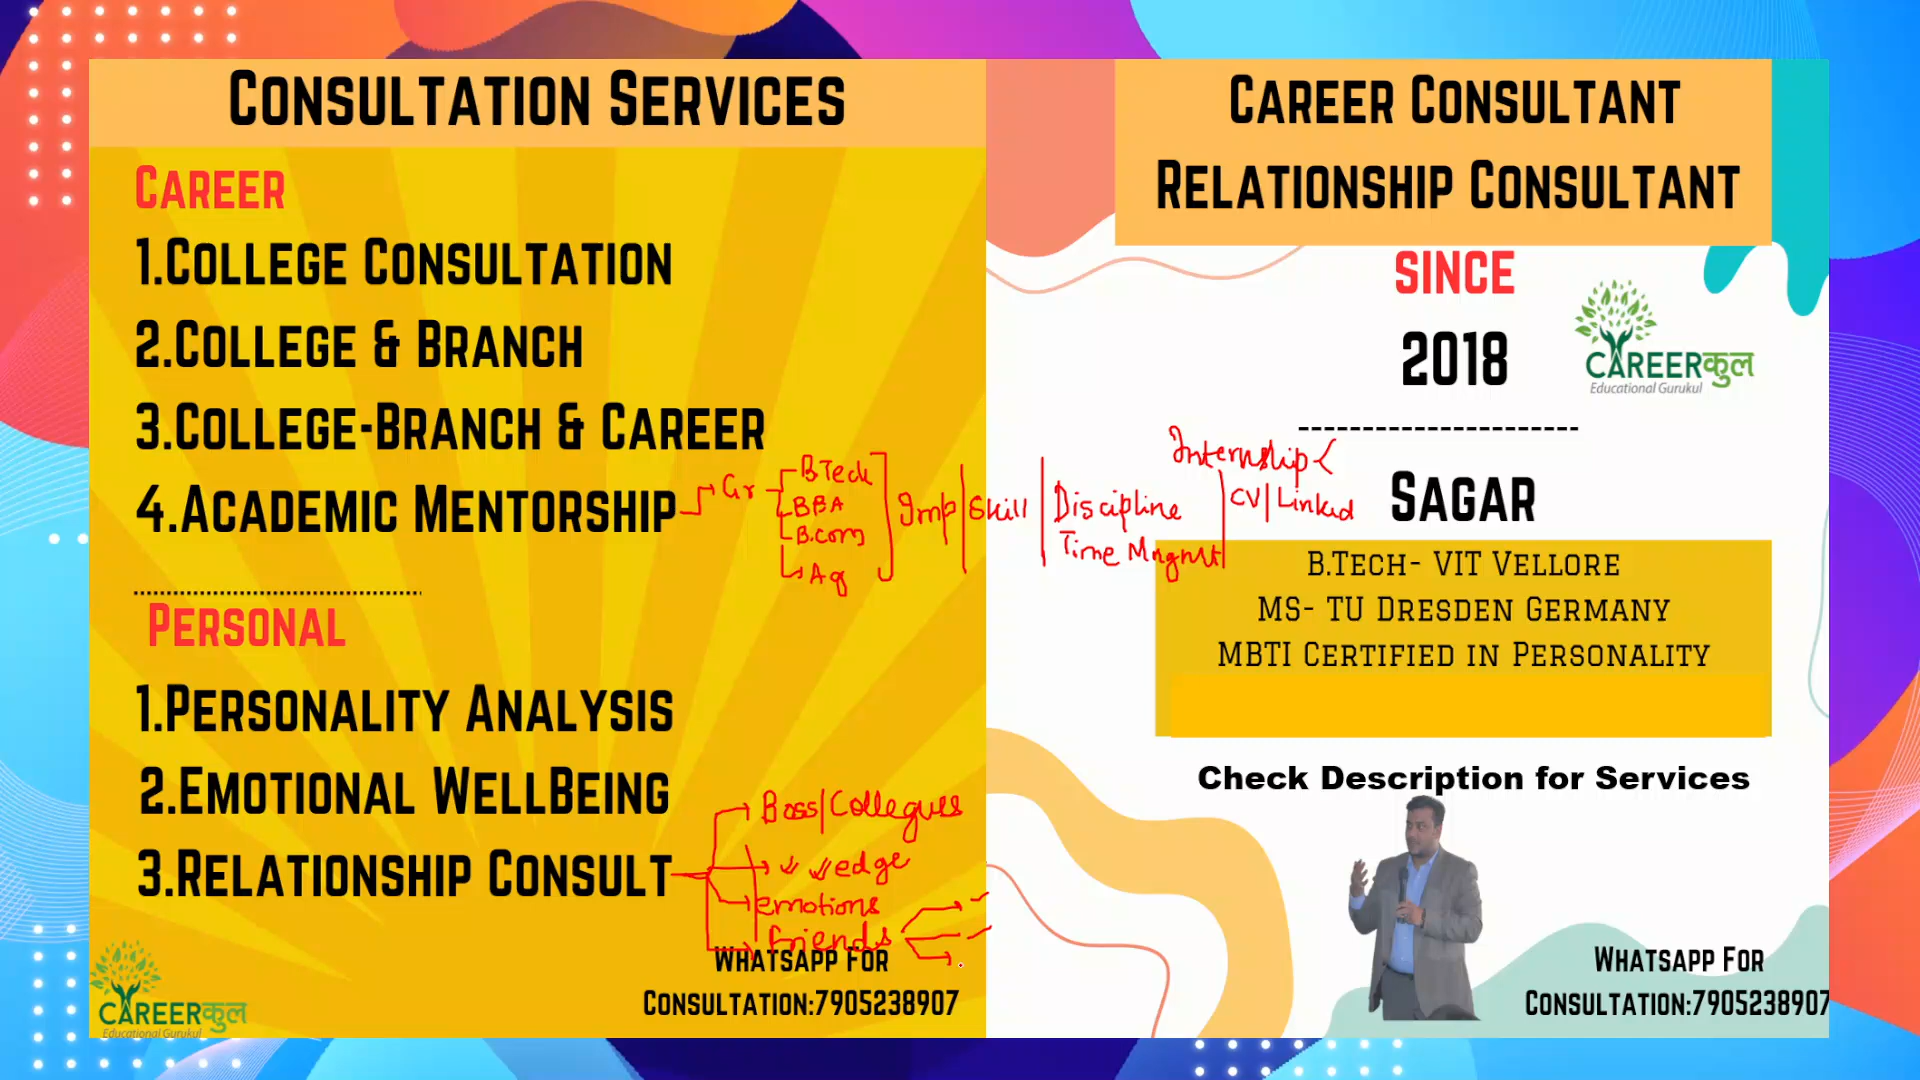 CONSULTATION SERVICES
CAREER
1.COLLEGE CONSULTATION
2.COLLEGE & BRANCH
3.COLLEGE-BRANCH & CAREER
4.ACADEMIC MENTORSHIP
Gr
BTech
BBA
B.com
Ag
Imp|Skill
Discipline
Time Mngmt
Internship
CV|Linked
PERSONAL
1.PERSONALITY ANALYSIS
2.EMOTIONAL WELLBEING
3.RELATIONSHIP CONSULT
Boss|Collegues
edge
emotions
friends
WHATSAPP FOR
CONSULTATION:7905238907
CAREERकुल
Educational Gurukul
CAREER CONSULTANT
RELATIONSHIP CONSULTANT
SINCE
2018
CAREERकुल
Educational Gurukul
SAGAR
B.TECH- VIT VELLORE
MS- TU DRESDEN GERMANY
MBTI CERTIFIED IN PERSONALITY
Check Description for Services
WHATSAPP FOR
CONSULTATION:7905238907